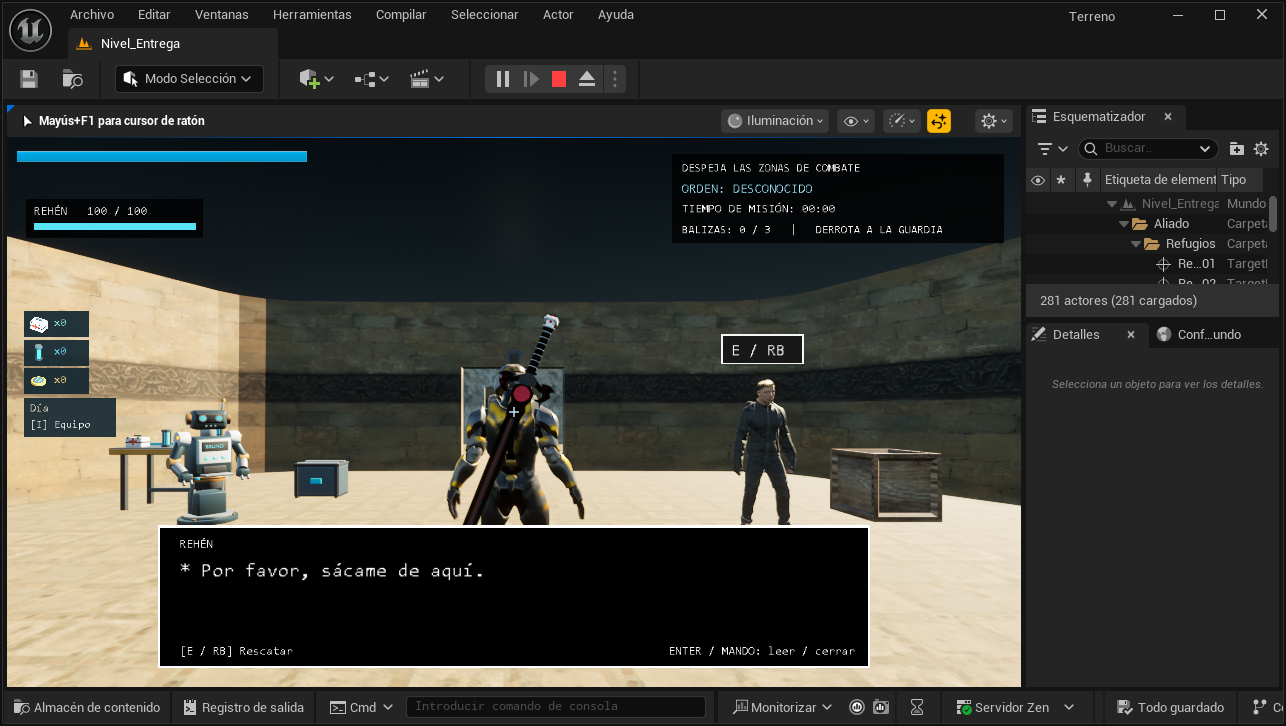 Archivo Editar Ventanas Herramientas Compilar Seleccionar Actor Ayuda
Terreno
Nivel_Entrega
Modo Selección
Mayús+F1 para cursor de ratón
Iluminación
DESPEJA LAS ZONAS DE COMBATE
ORDEN: DESCONOCIDO
TIEMPO DE MISIÓN: 00:00
BALIZAS: 0 / 3 | DERROTA A LA GUARDIA
REHÉN 100 / 100
x0
x0
x0
Día
[I] Equipo
E / RB
BRUNO
REHÉN
* Por favor, sácame de aquí.
[E / RB] Rescatar
ENTER / MANDO: leer / cerrar
Esquematizador
Buscar..
Etiqueta de element Tipo
Nivel_Entrega Mundo
Aliado Carpeta
Refugios Carpeta
Re...01 Targetl
Re...02 Targetl
281 actores (281 cargados)
Detalles
Conf...undo
Selecciona un objeto para ver los detalles.
Almacén de contenido
Registro de salida
Cmd
Introducir comando de consola
Monitorizar
Servidor Zen
Todo guardado